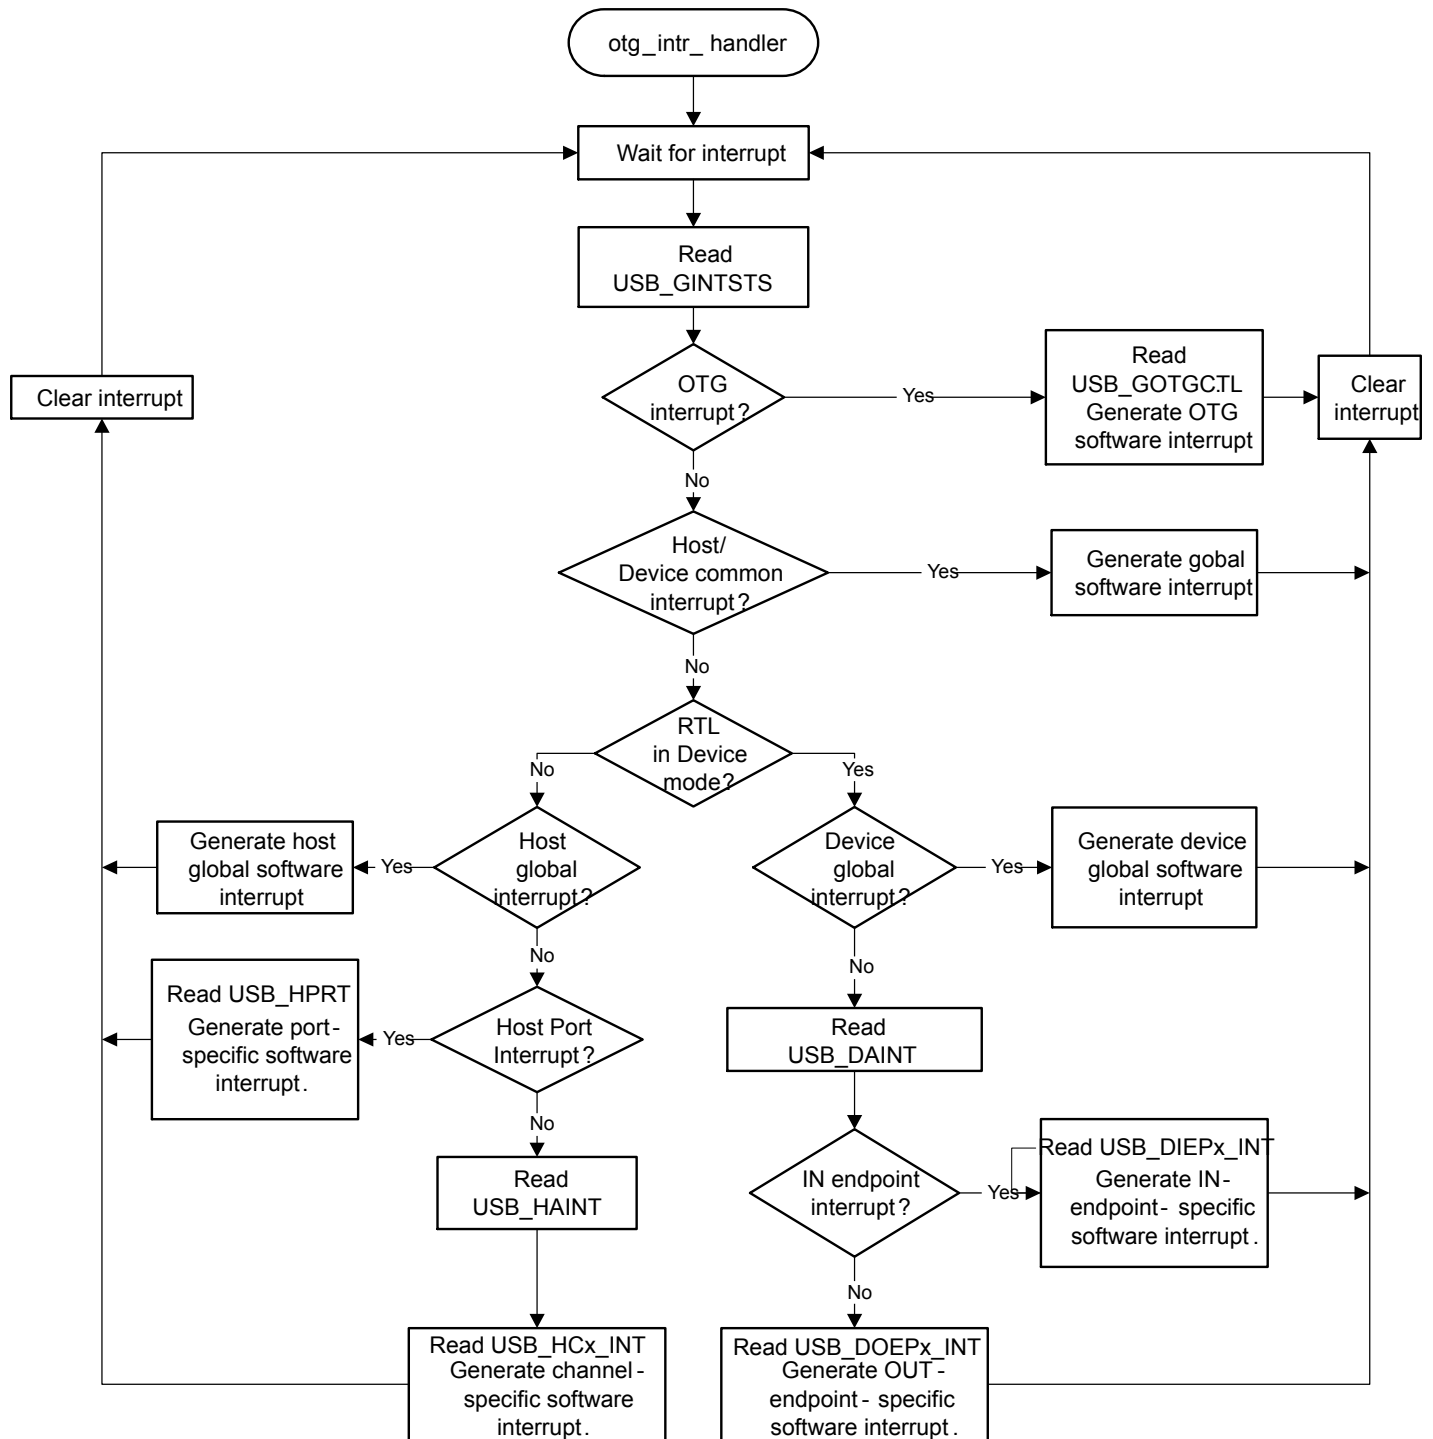 otg_intr_ handler
Wait for interrupt
Read
USB_GINTSTS
OTG
interrupt?
Yes
Read
USB_GOTGCTL
Generate OTG
software interrupt
Clear
interrupt
Clear interrupt
No
Host/
Device common
interrupt?
Yes
Generate gobal
software interrupt
No
RTL
in Device
mode?
No
Yes
Generate host
global software
interrupt
Yes
Host
global
interrupt?
Device
global
interrupt?
Yes
Generate device
global software
interrupt
No
No
Read USB_HPRT
Generate port-
specific software
interrupt.
Yes
Host Port
Interrupt?
Read
USB_DAINT
No
Read
USB_HAINT
IN endpoint
interrupt?
Yes
Read USB_DIEPx_INT
Generate IN-
endpoint- specific
software interrupt.
No
Read USB_HCx_INT
Generate channel-
specific software
interrupt.
Read USB_DOEPx_INT
Generate OUT-
endpoint- specific
software interrupt.